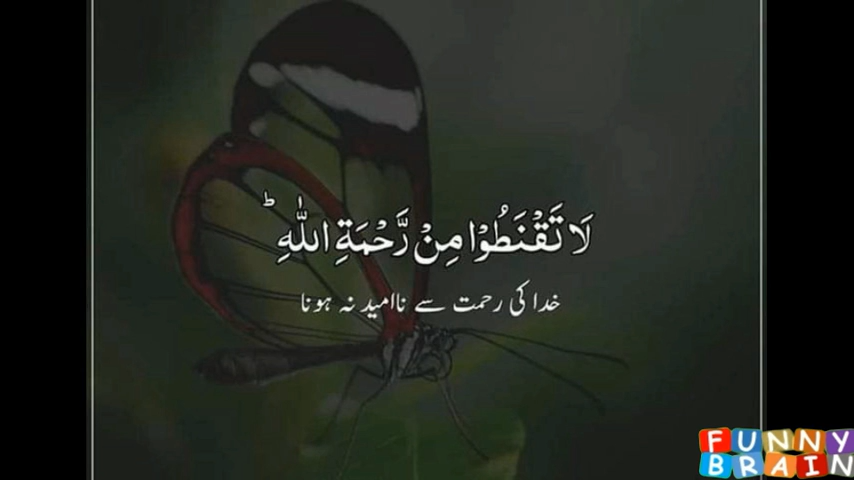 لَا تَقْنَطُوْا مِنْ رَّحْمَةِ اللّٰهِ ؕ
خدا کی رحمت سے ناامید نہ ہونا
FUNNY
BRAIN